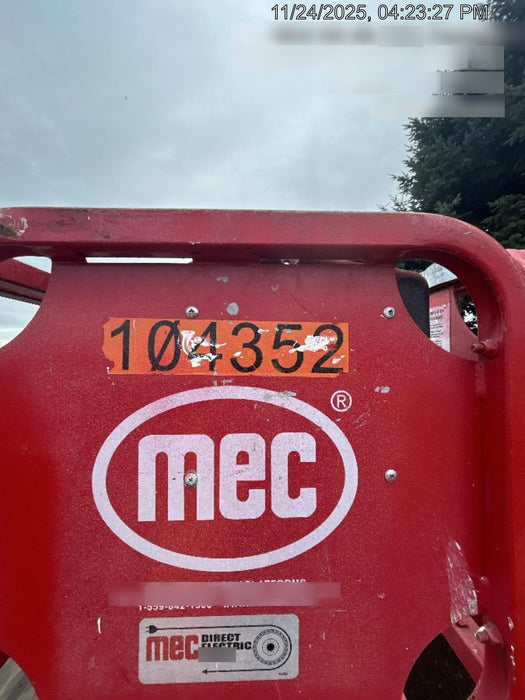 11/24/2025, 04:23:27 PM
104352
mec ®
mec DIRECT
ELECTRIC